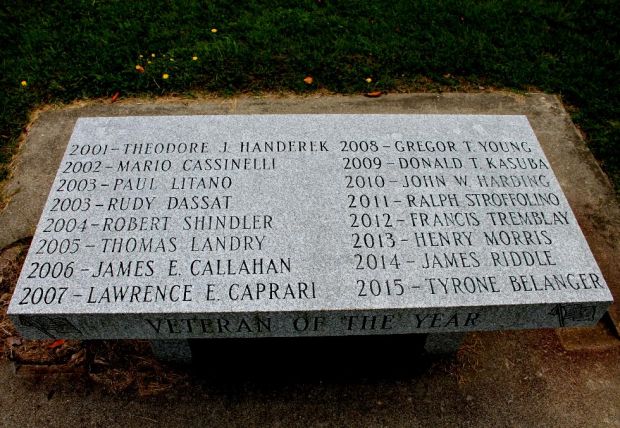 2001-THEODORE J. HANDEREK
2002-MARIO CASSINELLI
2003-PAUL LITANO
2003-RUDY DASSAT
2004-ROBERT SHINDLER
2005-THOMAS LANDRY
2006-JAMES E. CALLAHAN
2007-LAWRENCE E. CAPRARI
2008-GREGOR T. YOUNG
2009-DONALD T. KASUBA
2010-JOHN W. HARDING
2011-RALPH STROFFOLINO
2012-FRANCIS TREMBLAY
2013-HENRY MORRIS
2014-JAMES RIDDLE
2015-TYRONE BELANGER
VETERAN OF THE YEAR